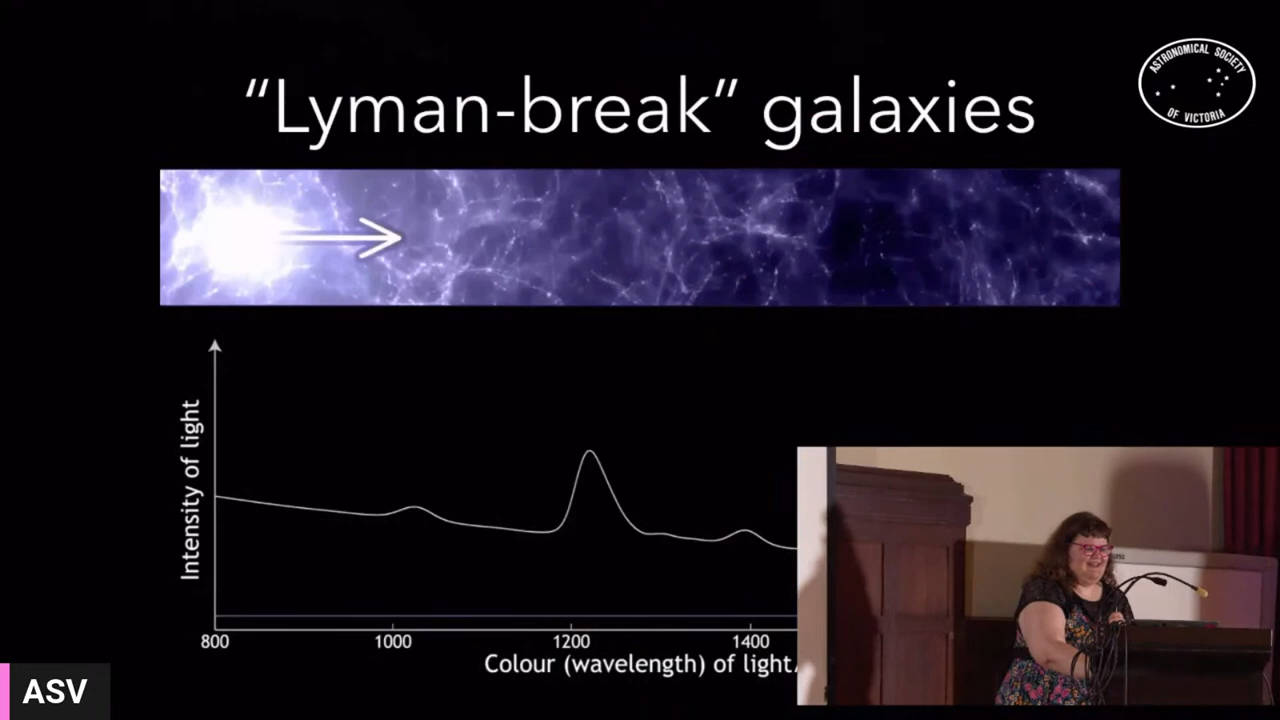 “Lyman-break” galaxies
ASTRONOMICAL SOCIETY
OF VICTORIA
Intensity of light
800 1000 1200 1400
Colour (wavelength) of light
ASV